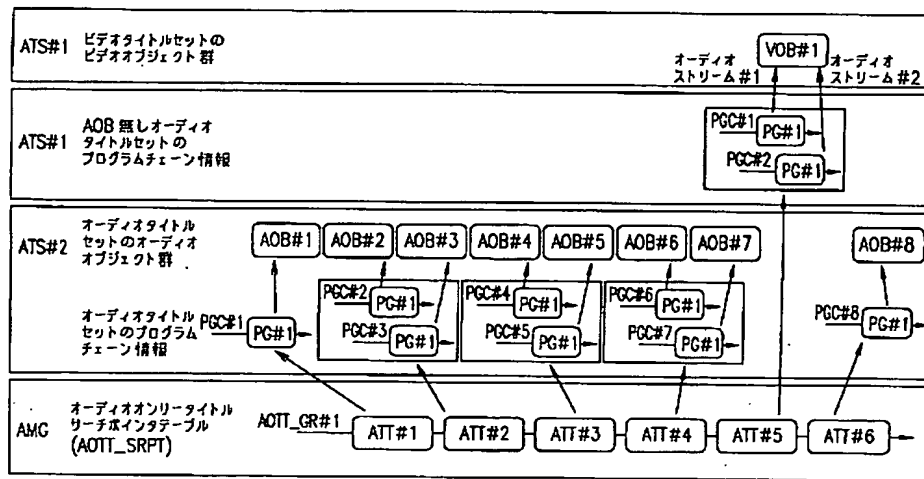 ATS#1
ビデオタイトルセットの
ビデオオブジェクト群
VOB#1
オーディオ
ストリーム#1
オーディオ
ストリーム#2
ATS#1
AOB 無しオーディオ
タイトルセットの
プログラムチェーン情報
PGC#1
PG#1
PGC#2
PG#1
ATS#2
オーディオタイトル
セットのオーディオ
オブジェクト群
AOB#1 AOB#2 AOB#3 AOB#4 AOB#5 AOB#6 AOB#7 AOB#8
オーディオタイトル
セットのプログラム
チェーン情報
PGC#1
PG#1
PGC#2
PG#1
PGC#3
PG#1
PGC#4
PG#1
PGC#5
PG#1
PGC#6
PG#1
PGC#7
PG#1
PGC#8
PG#1
AMG
オーディオオンリータイトル
サーチポインタテーブル
(AOTT_SRPT)
AOTT_GR#1
ATT#1 ATT#2 ATT#3 ATT#4 ATT#5 ATT#6